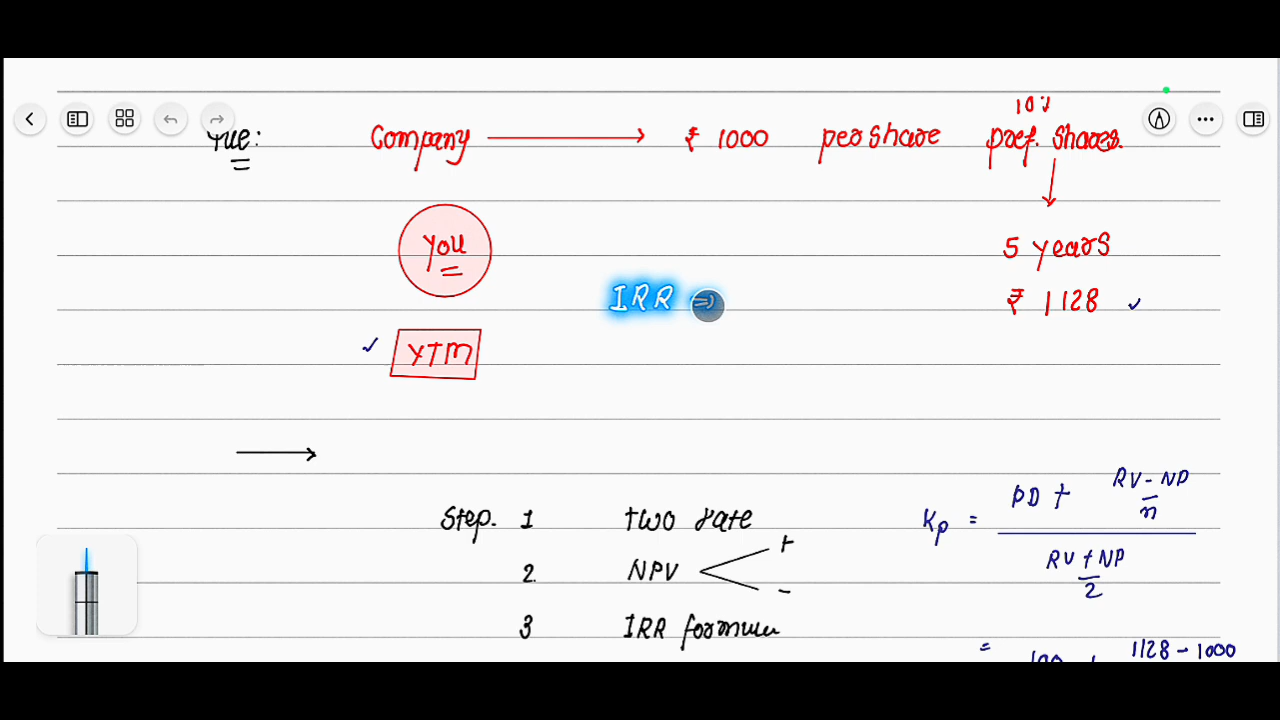 10%
Que: Company → ₹ 1000 per share pref. shares.
You
5 years
IRR =)
₹ 1128 ✓
✓ YTM
→
Step. 1 two rate
2. NPV + -
3 IRR formula
Kp = PD + RV - NP / n
RV + NP / 2
= 100 + 1128 - 1000